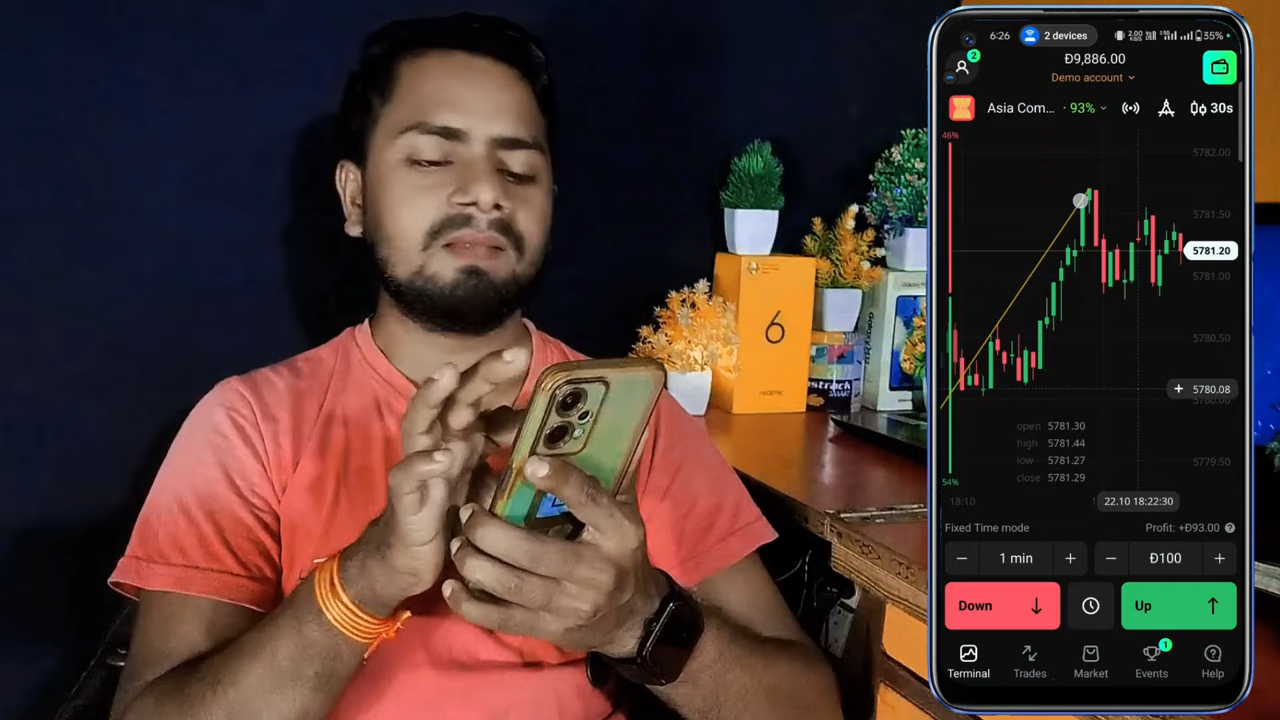 6:26
2 devices
35%
2
Đ9,886.00
Demo account
Asia Com... · 93%
30s
46%
5782.00
5781.50
5781.20
5781.00
5780.50
+ 5780.08
5780.00
5779.50
open 5781.30
high 5781.44
low 5781.27
close 5781.29
54%
18:10
22.10 18:22:30
Fixed Time mode
Profit: +Đ93.00
− 1 min +
− Đ100 +
Down ↓
Up ↑
1
Terminal
Trades
Market
Events
Help
6
realme